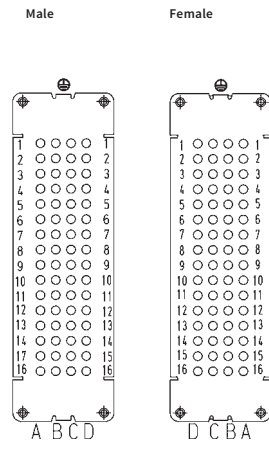 Male Female
1 1 1 1
2 2 2 2
3 3 3 3
4 4 4 4
5 5 5 5
6 6 6 6
7 7 7 7
8 8 8 8
9 9 9 9
10 10 10 10
11 11 11 11
12 12 12 12
13 13 13 13
14 14 14 14
17 15 15 15
16 16 16 16
A B C D D C B A